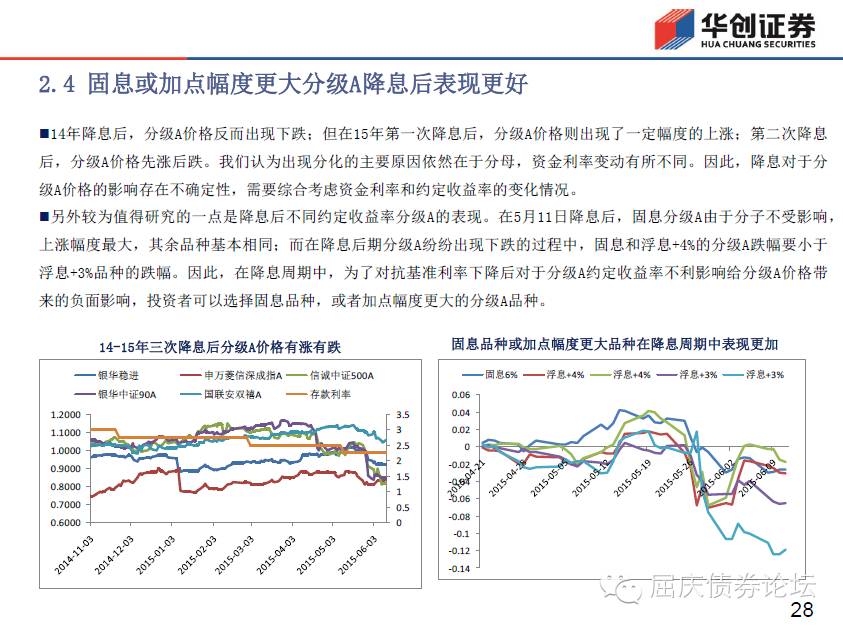 华创证券
HUA CHUANG SECURITIES
2.4 固息或加点幅度更大分级A降息后表现更好
■14年降息后，分级A价格反而出现下跌；但在15年第一次降息后，分级A价格则出现了一定幅度的上涨；第二次降息
后，分级A价格先涨后跌。我们认为出现分化的主要原因依然在于分母，资金利率变动有所不同。因此，降息对于分
级A价格的影响存在不确定性，需要综合考虑资金利率和约定收益率的变化情况。
■另外较为值得研究的一点是降息后不同约定收益率分级A的表现。在5月11日降息后，固息分级A由于分子不受影响，
上涨幅度最大，其余品种基本相同；而在降息后期分级A纷纷出现下跌的过程中，固息和浮息+4%的分级A跌幅要小于
浮息+3%品种的跌幅。因此，在降息周期中，为了对抗基准利率下降后对于分级A约定收益率不利影响给分级A价格带
来的负面影响，投资者可以选择固息品种，或者加点幅度更大的分级A品种。
14-15年三次降息后分级A价格有涨有跌
银华稳进 申万菱信深成指A 信诚中证500A
银华中证90A 国联安双禧A 存款利率
1.2000
1.1000
1.0000
0.9000
0.8000
0.7000
0.6000
3.5
3
2.5
2
1.5
1
0.5
0
2014-11-03 2014-12-03 2015-01-03 2015-02-03 2015-03-03 2015-04-03 2015-05-03 2015-06-03
固息品种或加点幅度更大品种在降息周期中表现更加
固息6% 浮息+4% 浮息+4% 浮息+3% 浮息+3%
0.06
0.04
0.02
0
-0.02
-0.04
-0.06
-0.08
-0.1
-0.12
-0.14
2015-05-19
屈庆债券论坛
28